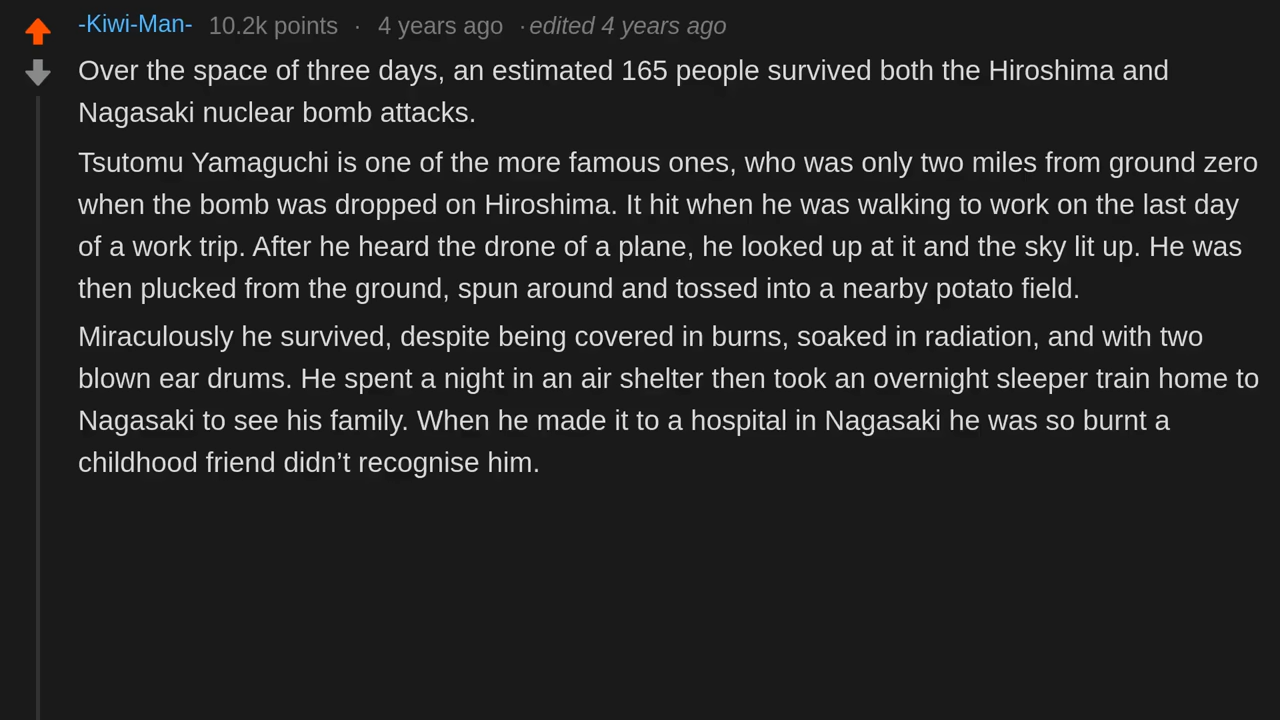 -Kiwi-Man- 10.2k points · 4 years ago · edited 4 years ago
Over the space of three days, an estimated 165 people survived both the Hiroshima and
Nagasaki nuclear bomb attacks.
Tsutomu Yamaguchi is one of the more famous ones, who was only two miles from ground zero
when the bomb was dropped on Hiroshima. It hit when he was walking to work on the last day
of a work trip. After he heard the drone of a plane, he looked up at it and the sky lit up. He was
then plucked from the ground, spun around and tossed into a nearby potato field.
Miraculously he survived, despite being covered in burns, soaked in radiation, and with two
blown ear drums. He spent a night in an air shelter then took an overnight sleeper train home to
Nagasaki to see his family. When he made it to a hospital in Nagasaki he was so burnt a
childhood friend didn’t recognise him.